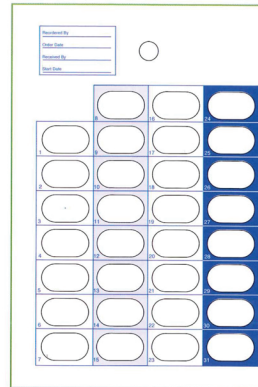 Reordered By
Order Date
Received By
Start Date
8 16 24
1 9 17 25
2 10 18 26
3 11 19 27
4 12 20 28
5 13 21 29
6 14 22 30
7 15 23 31